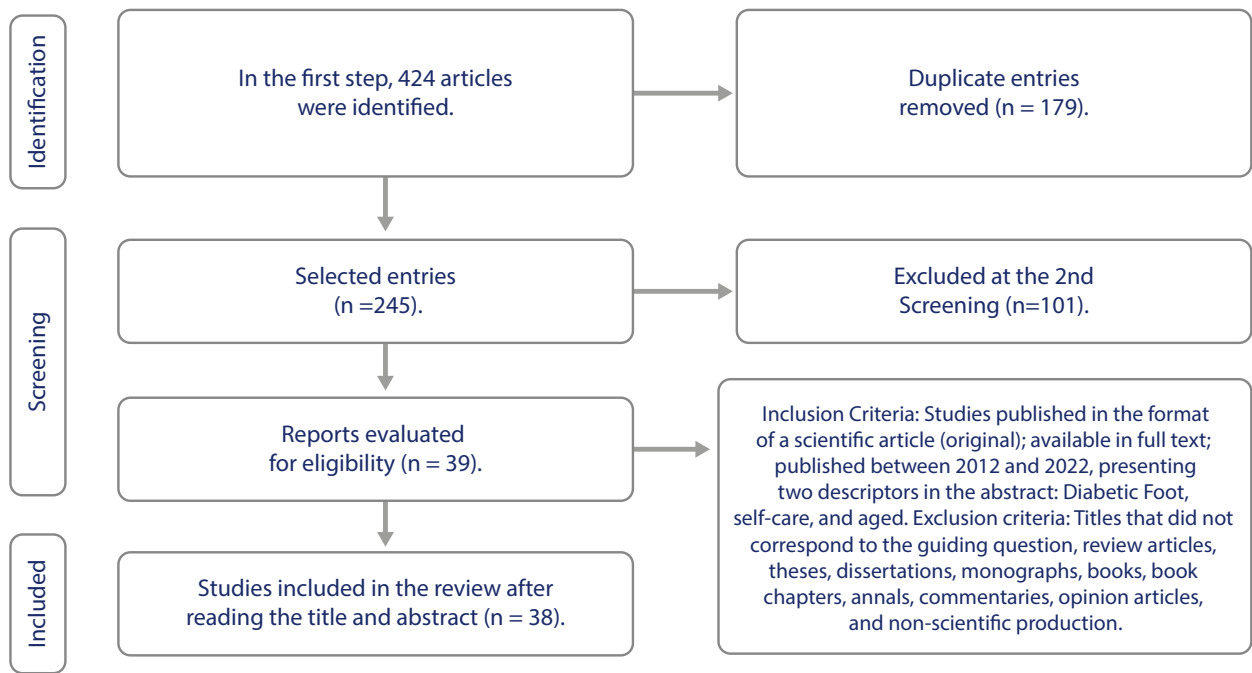 Identification
In the first step, 424 articles
were identified.
Duplicate entries
removed (n = 179).
Screening
Selected entries
(n =245).
Excluded at the 2nd
Screening (n=101).
Reports evaluated
for eligibility (n = 39).
Inclusion Criteria: Studies published in the format
of a scientific article (original); available in full text;
published between 2012 and 2022, presenting
two descriptors in the abstract: Diabetic Foot,
self-care, and aged. Exclusion criteria: Titles that did not
correspond to the guiding question, review articles,
theses, dissertations, monographs, books, book
chapters, annals, commentaries, opinion articles,
and non-scientific production.
Included
Studies included in the review after
reading the title and abstract (n = 38).